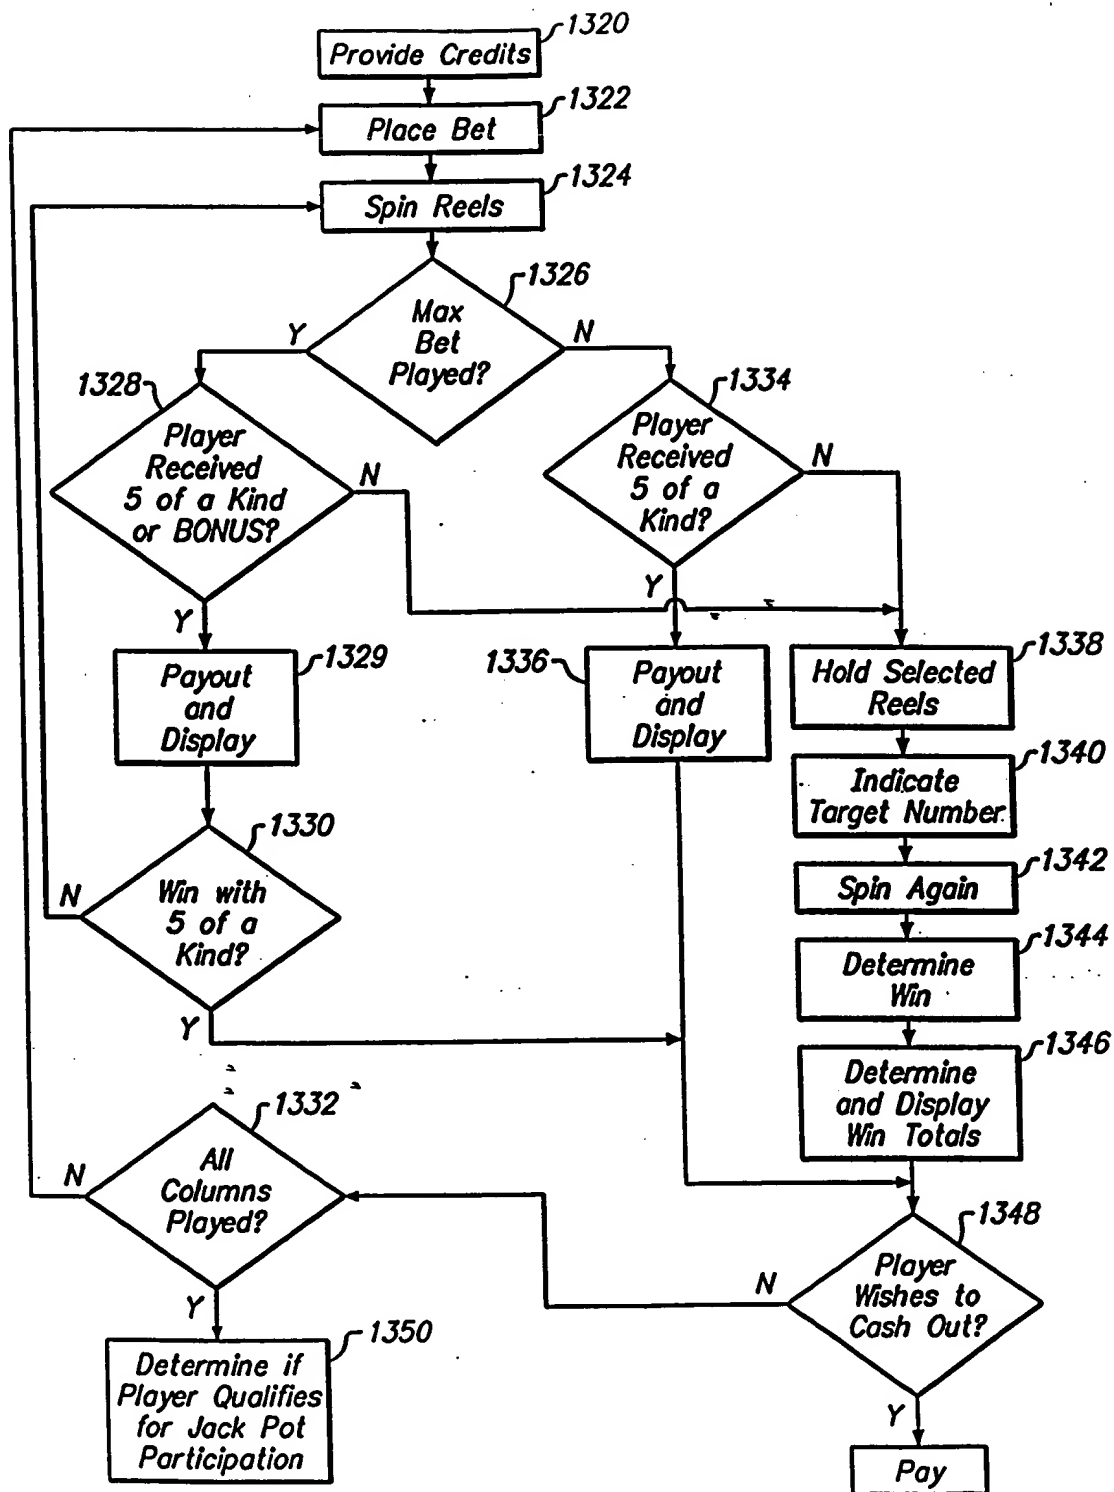 1320
Provide Credits
1322
Place Bet
1324
Spin Reels
1326
Max
Bet
Played?
Y
N
1328
Player
Received
5 of a Kind
or BONUS?
N
Y
1334
Player
Received
5 of a
Kind?
N
Y
1329
Payout
and
Display
1336
Payout
and
Display
1338
Hold Selected
Reels
1340
Indicate
Target Number
1330
Win with
5 of a
Kind?
N
Y
1342
Spin Again
1344
Determine
Win
1346
Determine
and Display
Win Totals
1332
All
Columns
Played?
N
Y
1348
Player
Wishes to
Cash Out?
N
Y
1350
Determine if
Player Qualifies
for Jack Pot
Participation
Pay